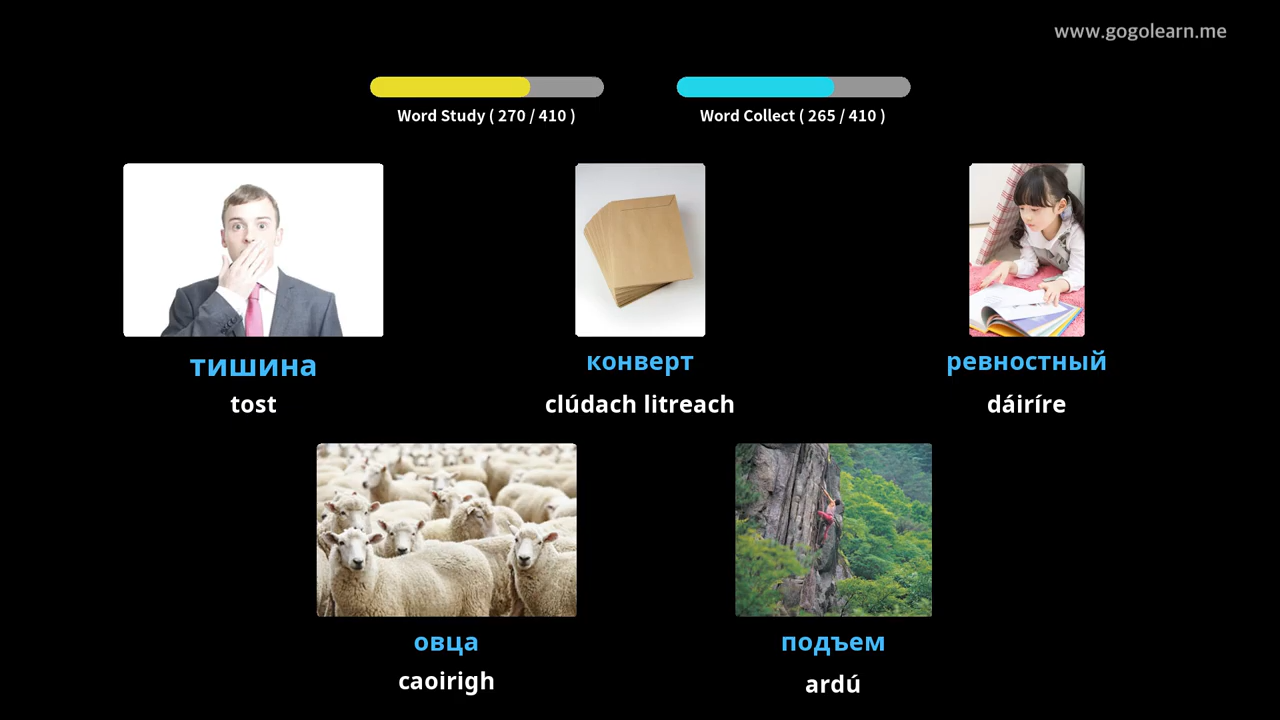 www.gogolearn.me
Word Study ( 270 / 410 )
Word Collect ( 265 / 410 )
тишина
tost
конверт
clúdach litreach
ревностный
dáiríre
овца
caoirigh
подъем
ardú